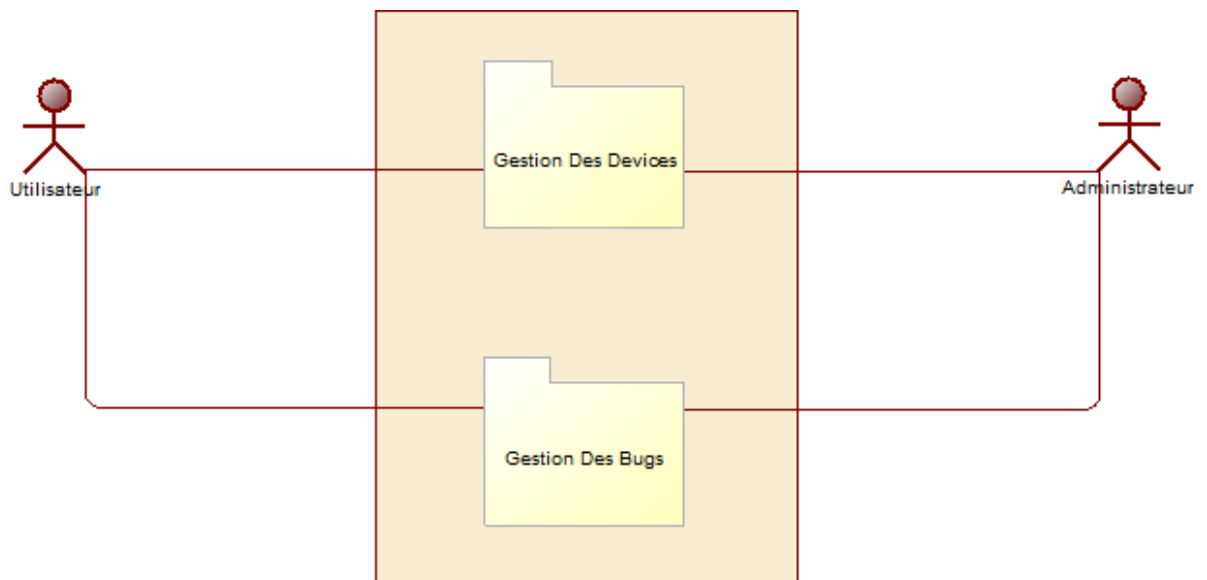 Gestion Des Devices
Utilisateur
Administrateur
Gestion Des Bugs